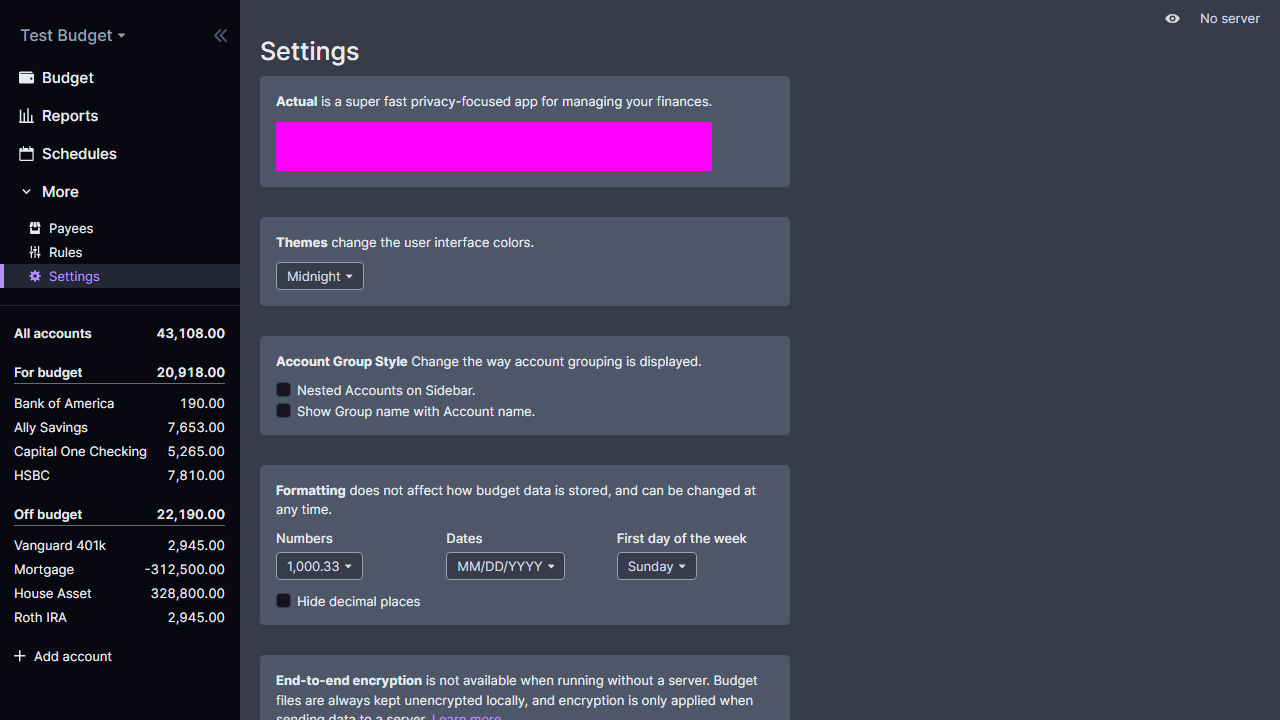 Test Budget
No server
Budget
Reports
Schedules
More
Payees
Rules
Settings
All accounts 43,108.00
For budget 20,918.00
Bank of America 190.00
Ally Savings 7,653.00
Capital One Checking 5,265.00
HSBC 7,810.00
Off budget 22,190.00
Vanguard 401k 2,945.00
Mortgage -312,500.00
House Asset 328,800.00
Roth IRA 2,945.00
Add account
Settings
Actual is a super fast privacy-focused app for managing your finances.
Themes change the user interface colors.
Midnight
Account Group Style Change the way account grouping is displayed.
Nested Accounts on Sidebar.
Show Group name with Account name.
Formatting does not affect how budget data is stored, and can be changed at
any time.
Numbers Dates First day of the week
1,000.33 MM/DD/YYYY Sunday
Hide decimal places
End-to-end encryption is not available when running without a server. Budget
files are always kept unencrypted locally, and encryption is only applied when
sending data to a server. Learn more